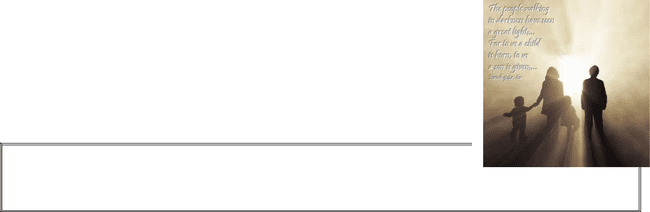 The people walking
in darkness have seen
a great light...
For to us a child
is born, to us
a son is given,...